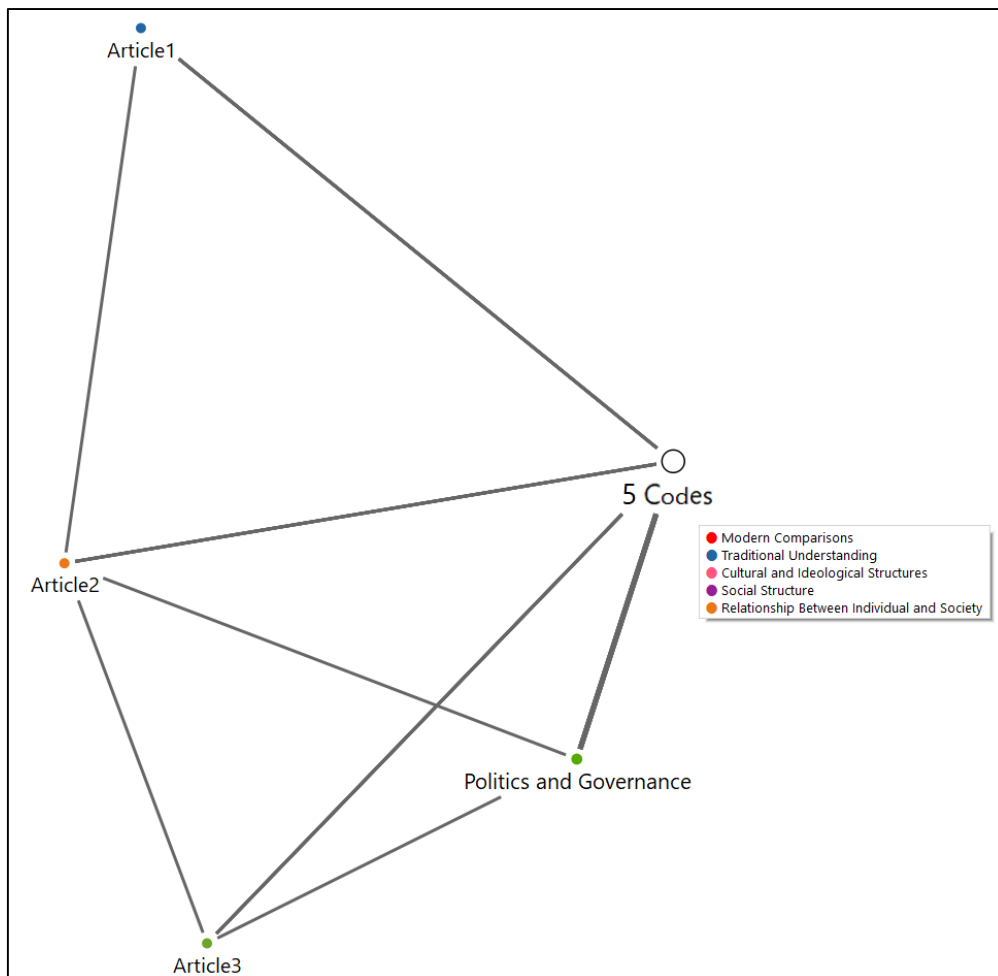 Article1
5 Codes
Modern Comparisons
Traditional Understanding
Cultural and Ideological Structures
Social Structure
Relationship Between Individual and Society
Article2
Politics and Governance
Article3